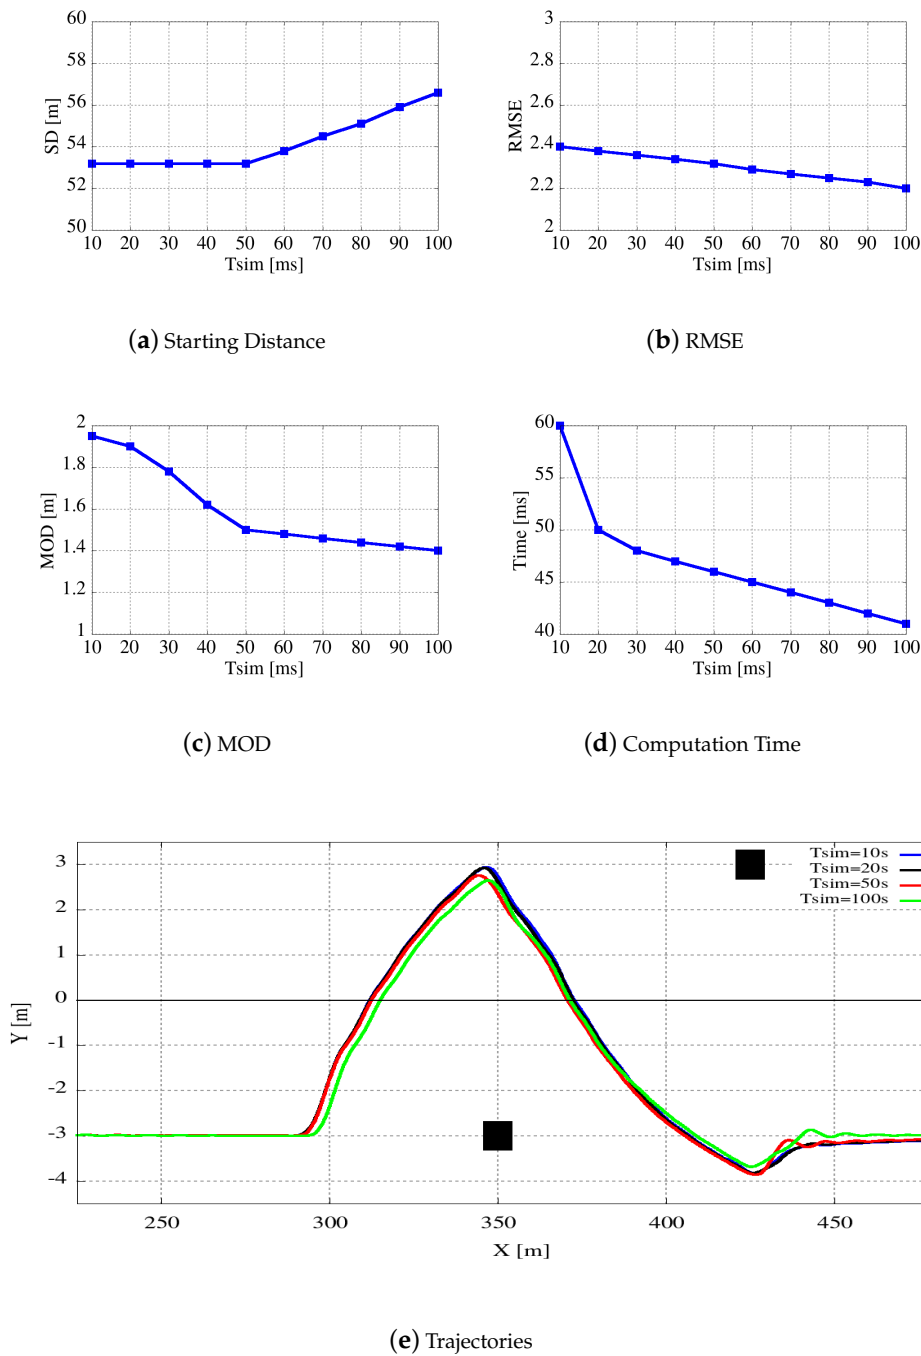 60
58
56
54
52
50
SD [m]
10 20 30 40 50 60 70 80 90 100
Tsim [ms]
(a) Starting Distance
3
2.8
2.6
2.4
2.2
2
RMSE
10 20 30 40 50 60 70 80 90 100
Tsim [ms]
(b) RMSE
2
1.8
1.6
1.4
1.2
1
MOD [m]
10 20 30 40 50 60 70 80 90 100
Tsim [ms]
(c) MOD
60
55
50
45
40
Time [ms]
10 20 30 40 50 60 70 80 90 100
Tsim [ms]
(d) Computation Time
3
2
1
0
-1
-2
-3
-4
Y [m]
Tsim=10s
Tsim=20s
Tsim=50s
Tsim=100s
250 300 350 400 450
X [m]
(e) Trajectories